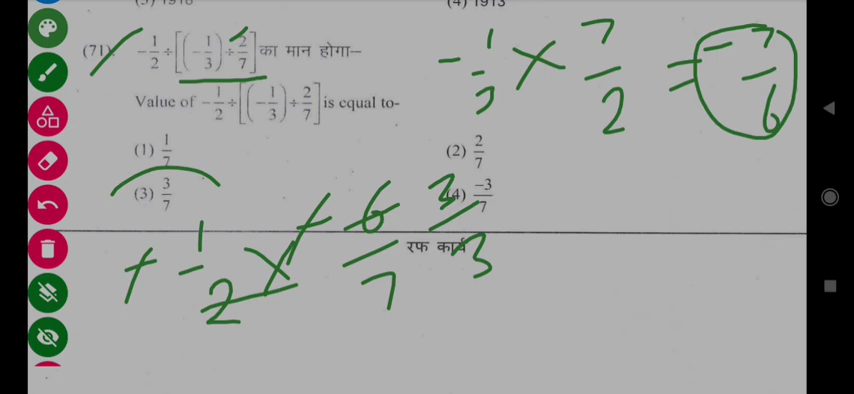 (4) 1913
(71). -1/2 ÷ [(-1/3) ÷ 2/7] का मान होगा–
Value of -1/2 ÷ [(-1/3) ÷ 2/7] is equal to-
(1) 1/7
(2) 2/7
(3) 3/7
(4) -3/7
रफ कार्य
-1/3 × 7/2 = -7/6
+ 1/2 × + 6/7 3/3